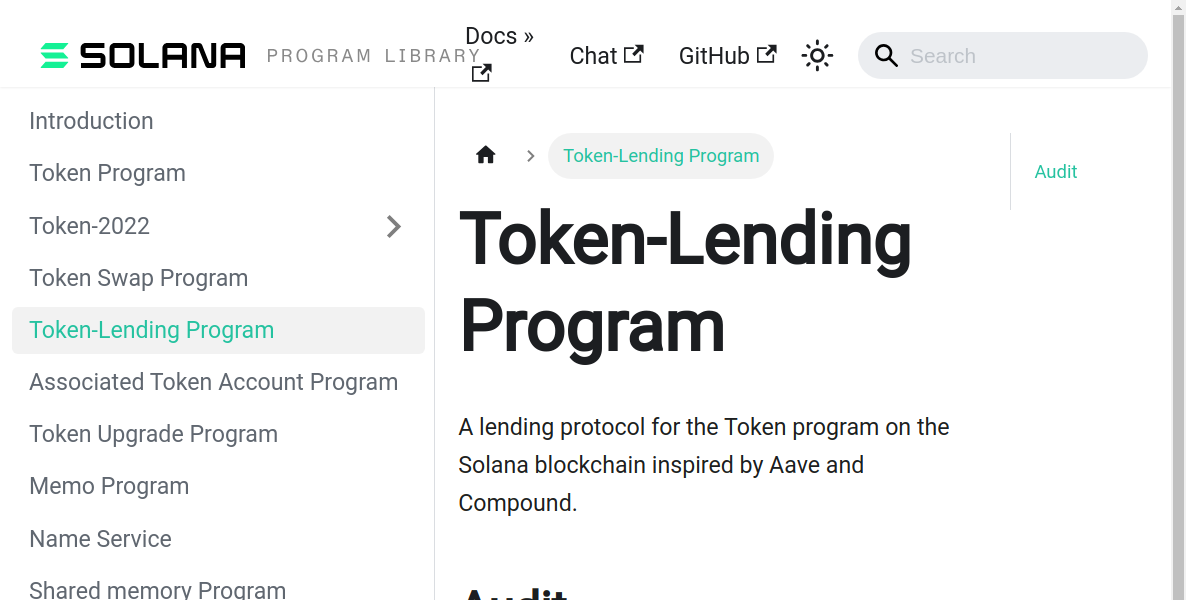 SOLANA PROGRAM LIBRARY
Docs »
Chat
GitHub
Search
Introduction
Token Program
Token-2022
Token Swap Program
Token-Lending Program
Associated Token Account Program
Token Upgrade Program
Memo Program
Name Service
Shared memory Program
Token-Lending Program
Token-Lending
Program
A lending protocol for the Token program on the
Solana blockchain inspired by Aave and
Compound.
Audit
Audit